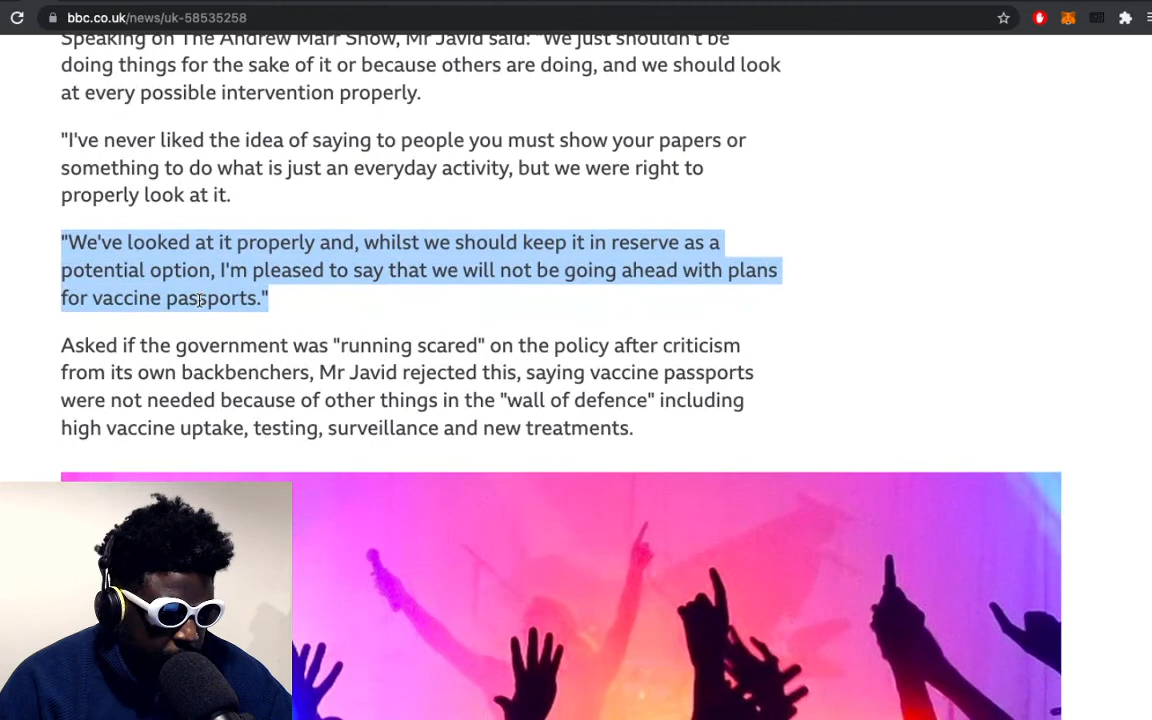 bbc.co.uk/news/uk-58535258
Speaking on The Andrew Marr Show, Mr Javid said: "We just shouldn't be
doing things for the sake of it or because others are doing, and we should look
at every possible intervention properly.
"I've never liked the idea of saying to people you must show your papers or
something to do what is just an everyday activity, but we were right to
properly look at it.
"We've looked at it properly and, whilst we should keep it in reserve as a
potential option, I'm pleased to say that we will not be going ahead with plans
for vaccine passports."
Asked if the government was "running scared" on the policy after criticism
from its own backbenchers, Mr Javid rejected this, saying vaccine passports
were not needed because of other things in the "wall of defence" including
high vaccine uptake, testing, surveillance and new treatments.